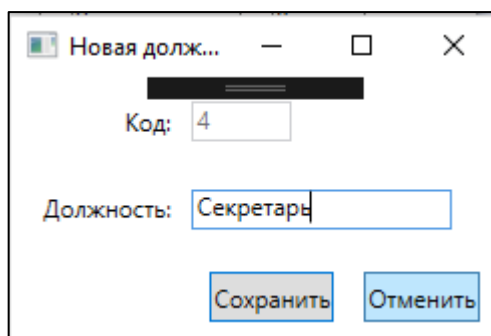 Новая долж...
Код: 4
Должность: Секретарь
Сохранить Отменить